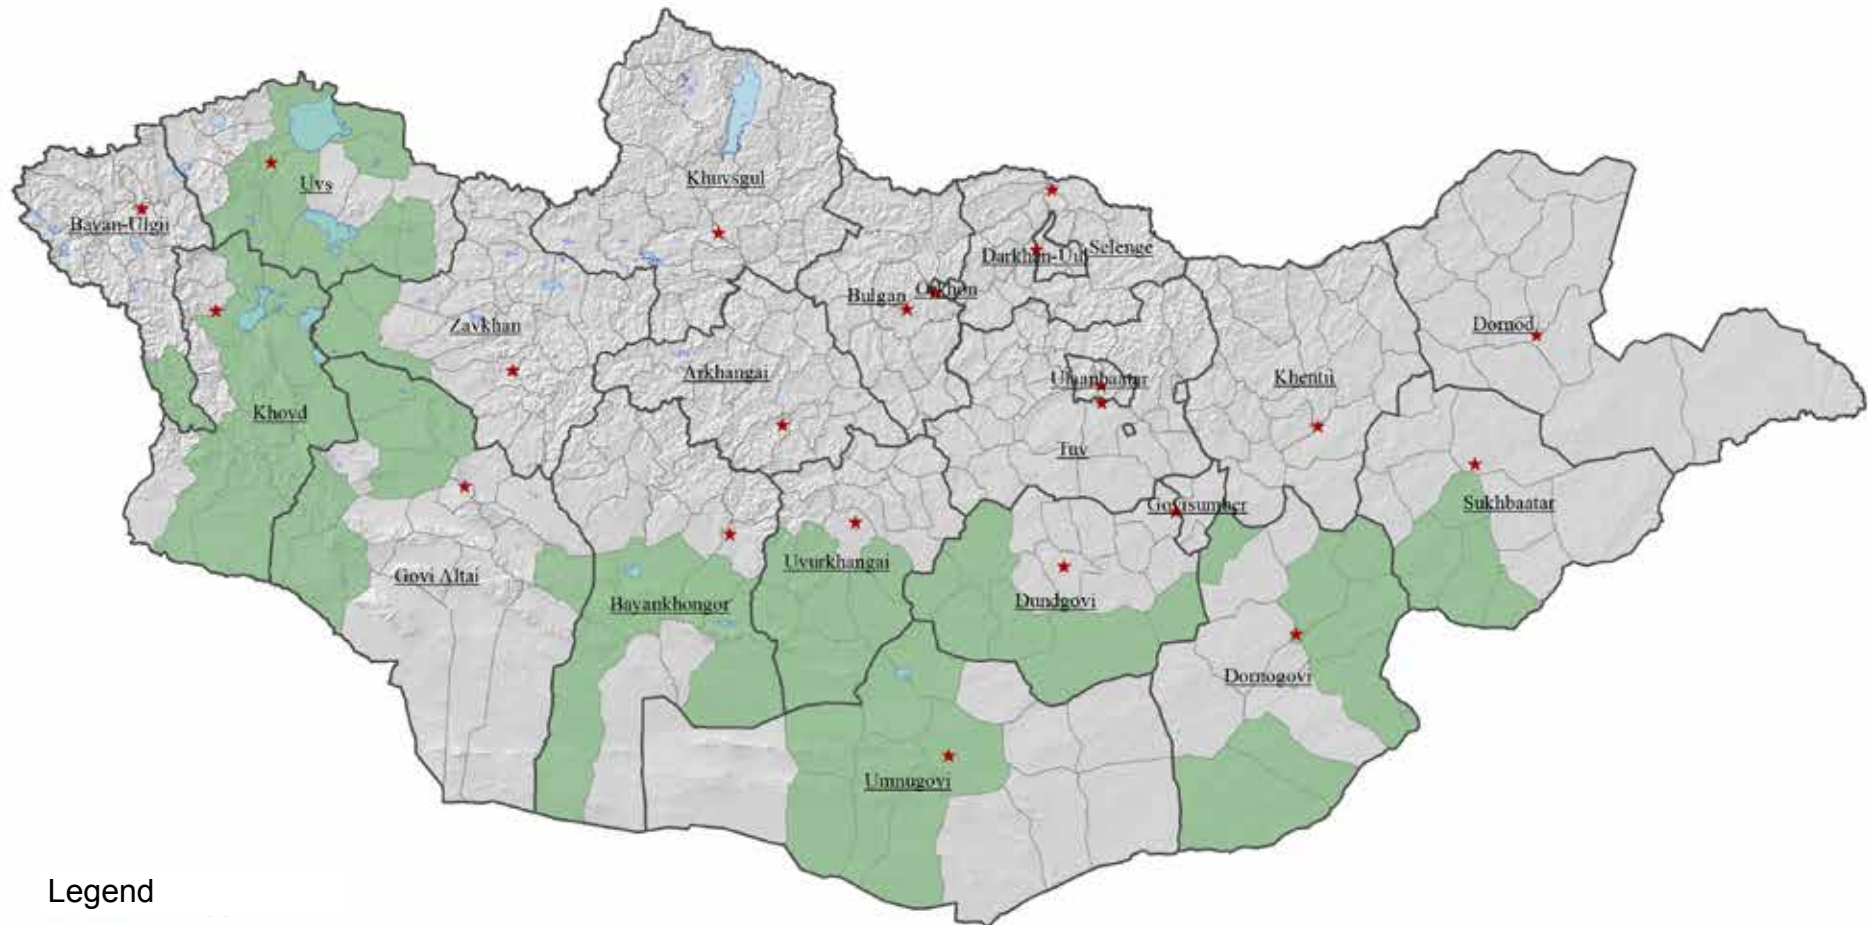 Khuvsgul
Uvs
Bayan-Ulgii
Selenge
Darkhan-Uul
Orkhon
Bulgan
Zavkhan
Dornod
Arkhangai
Ulaanbaatar
Khentii
Khovd
Tuv
Govisumber
Sukhbaatar
Uvurkhangai
Govi Altai
Bayankhongor
Dundgovi
Dornogovi
Umnugovi
Legend